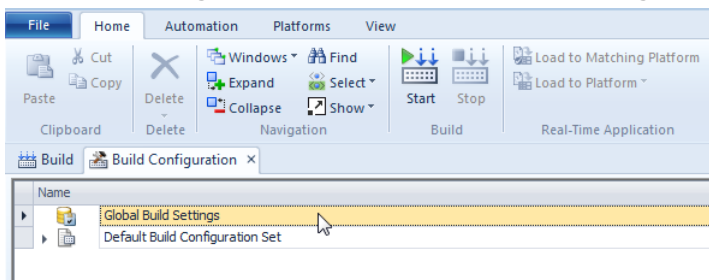 File Home Automation Platforms View
Cut Windows Find Load to Matching Platform
Copy Expand Select Load to Platform
Paste Delete Collapse Show Start Stop
Clipboard Delete Navigation Build Real-Time Application
Build Build Configuration ×
Name
Global Build Settings
Default Build Configuration Set